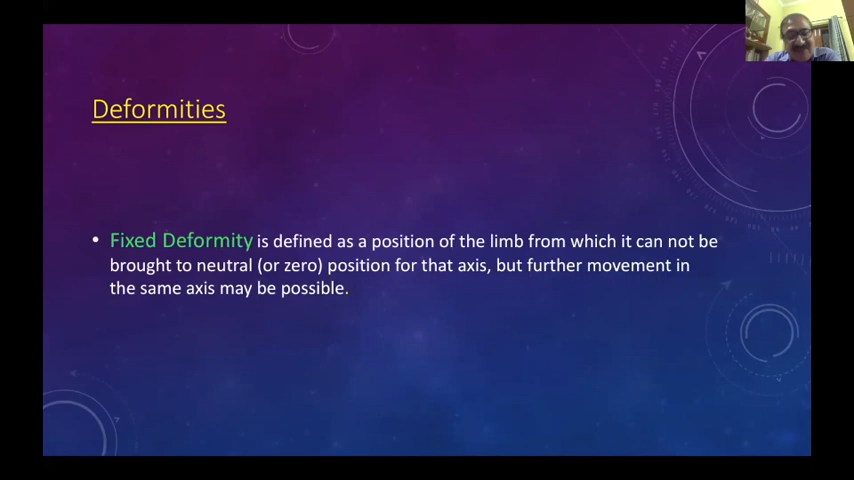 Deformities
• Fixed Deformity is defined as a position of the limb from which it can not be
brought to neutral (or zero) position for that axis, but further movement in
the same axis may be possible.